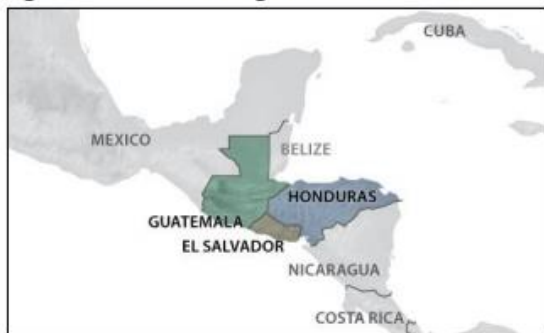 CUBA
MEXICO
BELIZE
HONDURAS
GUATEMALA
EL SALVADOR
NICARAGUA
COSTA RICA